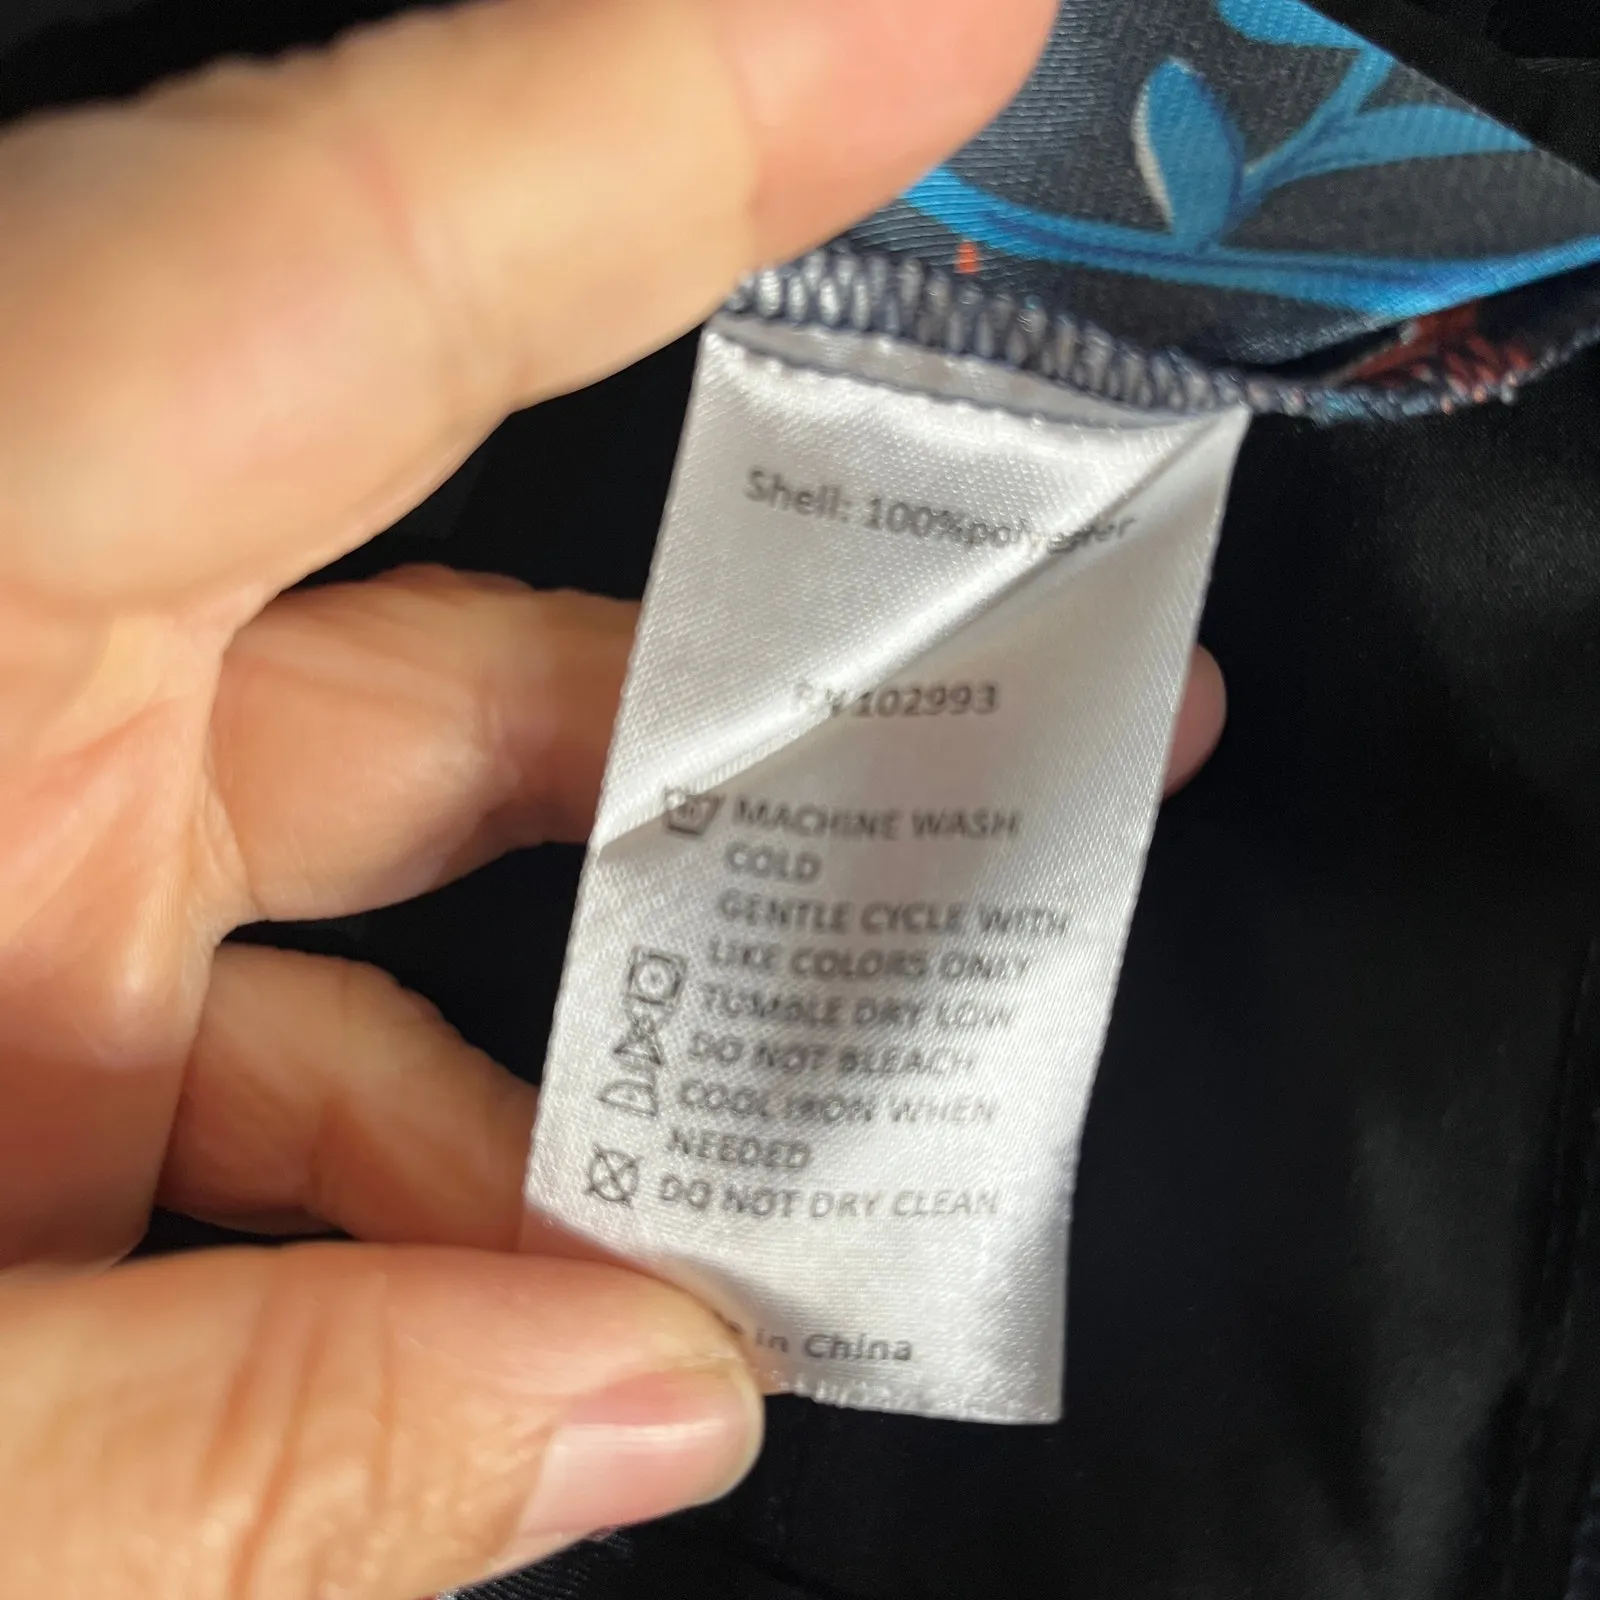 Shell: 100%polyester
RN 102993
MACHINE WASH
COLD
GENTLE CYCLE WITH
LIKE COLORS ONLY
TUMBLE DRY LOW
DO NOT BLEACH
COOL IRON WHEN
NEEDED
DO NOT DRY CLEAN
in China